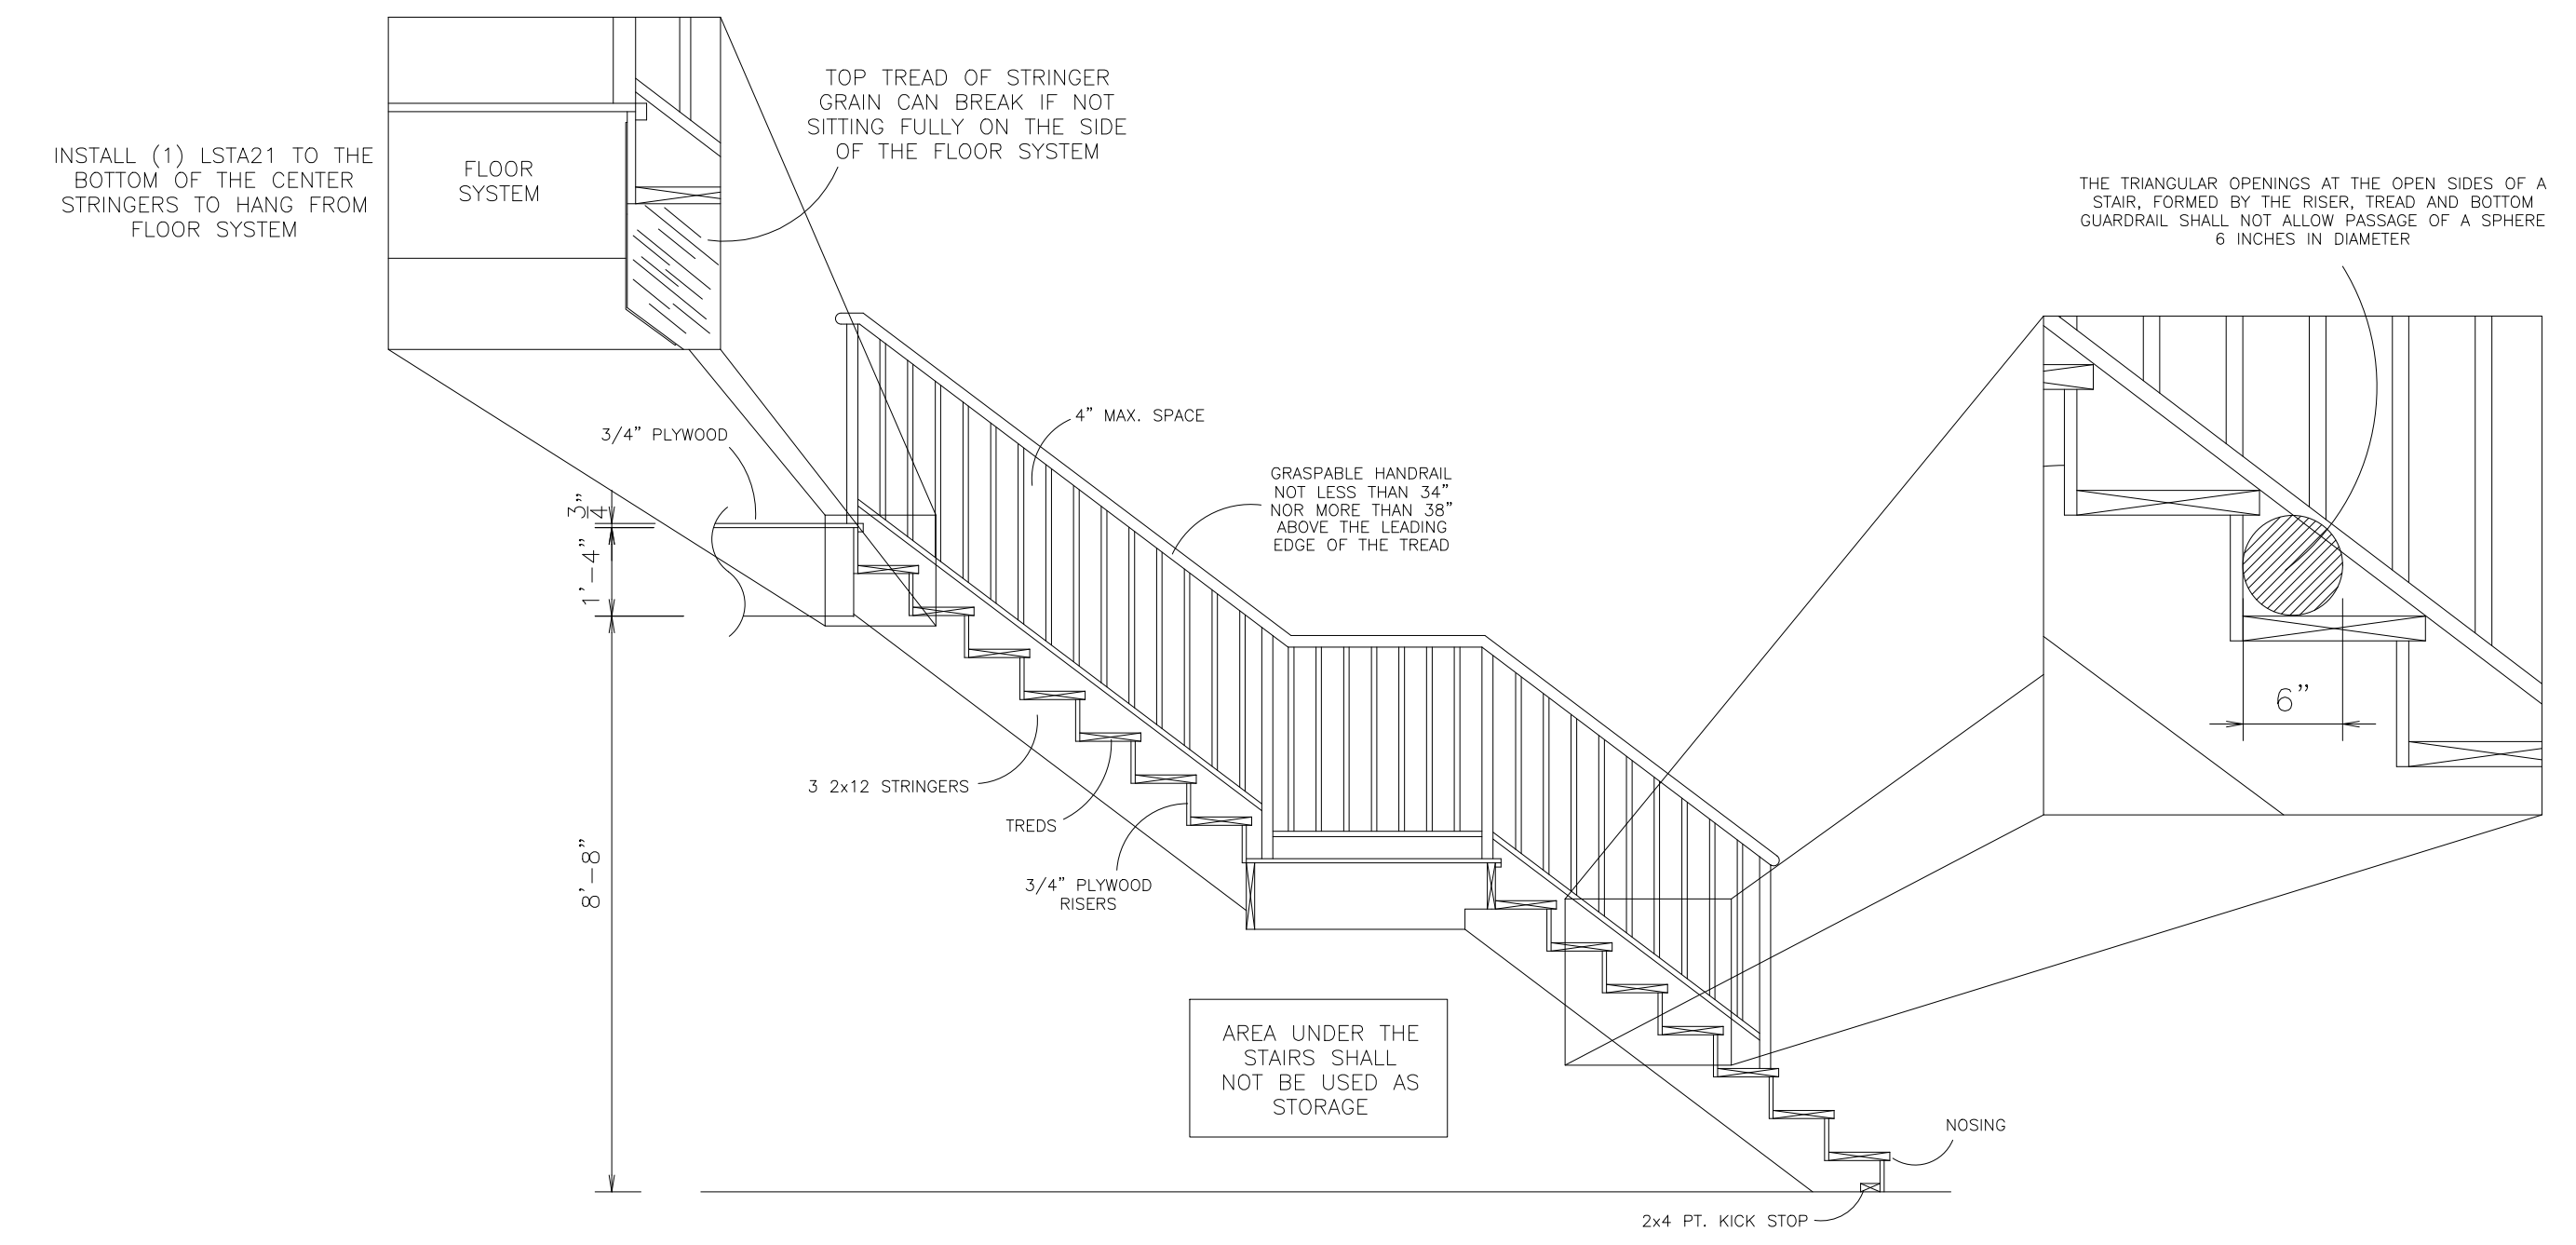 TOP TREAD OF STRINGER
GRAIN CAN BREAK IF NOT
SITTING FULLY ON THE SIDE
OF THE FLOOR SYSTEM
INSTALL (1) LSTA21 TO THE
BOTTOM OF THE CENTER
STRINGERS TO HANG FROM
FLOOR SYSTEM
FLOOR
SYSTEM
THE TRIANGULAR OPENINGS AT THE OPEN SIDES OF A
STAIR, FORMED BY THE RISER, TREAD AND BOTTOM
GUARDRAIL SHALL NOT ALLOW PASSAGE OF A SPHERE
6 INCHES IN DIAMETER
4” MAX. SPACE
3/4” PLYWOOD
GRASPABLE HANDRAIL
NOT LESS THAN 34”
NOR MORE THAN 38”
ABOVE THE LEADING
EDGE OF THE TREAD
3/4”
1’-4”
8’-8”
6”
3 2x12 STRINGERS
TREDS
3/4” PLYWOOD
RISERS
AREA UNDER THE
STAIRS SHALL
NOT BE USED AS
STORAGE
NOSING
2x4 PT. KICK STOP